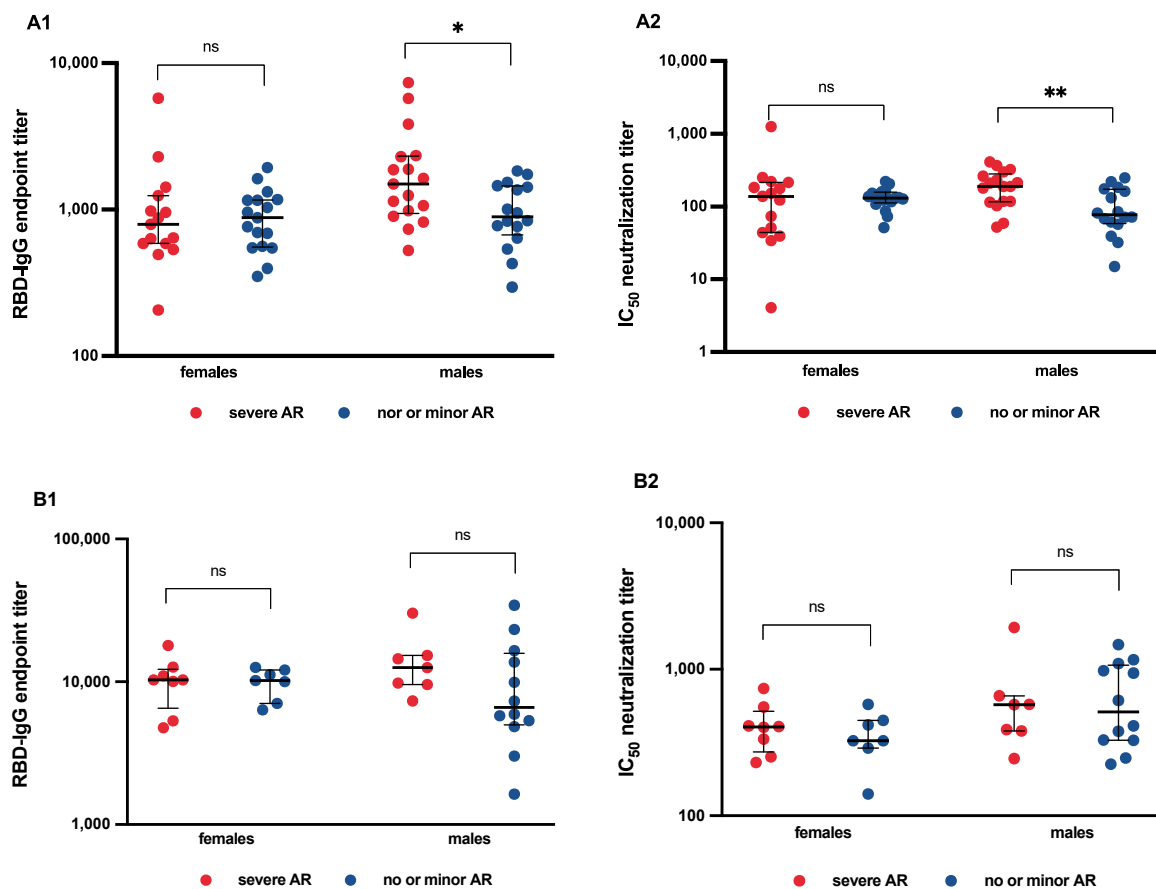 A1
ns
*
10,000
1,000
100
RBD-IgG endpoint titer
females
males
severe AR
nor or minor AR
A2
ns
**
10,000
1,000
100
10
1
IC50 neutralization titer
females
males
severe AR
no or minor AR
B1
ns
ns
100,000
10,000
1,000
RBD-IgG endpoint titer
females
males
severe AR
no or minor AR
B2
ns
ns
10,000
1,000
100
IC50 neutralization titer
females
males
severe AR
no or minor AR